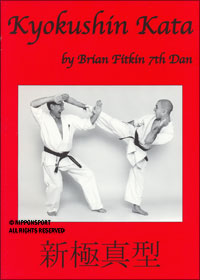 Kyokushin Kata
by Brian Fitkin 7th Dan
© NIPPONSPORT
ALL RIGHTS RESERVED
新極真型